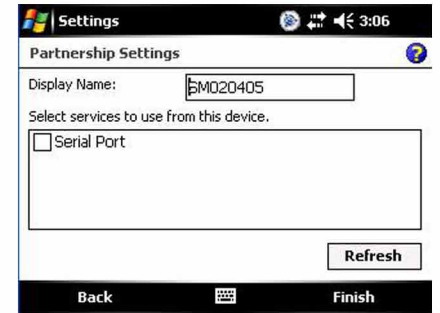 Settings 3:06
Partnership Settings ?
Display Name: SM020405
Select services to use from this device.
Serial Port
Refresh
Back Finish